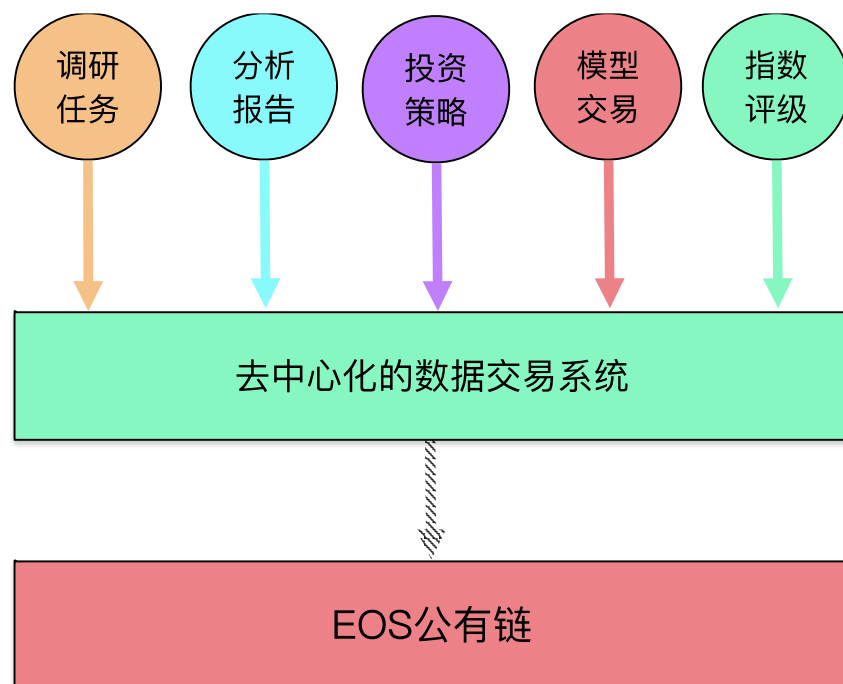 调研
任务
分析
报告
投资
策略
模型
交易
指数
评级
去中心化的数据交易系统
EOS公有链